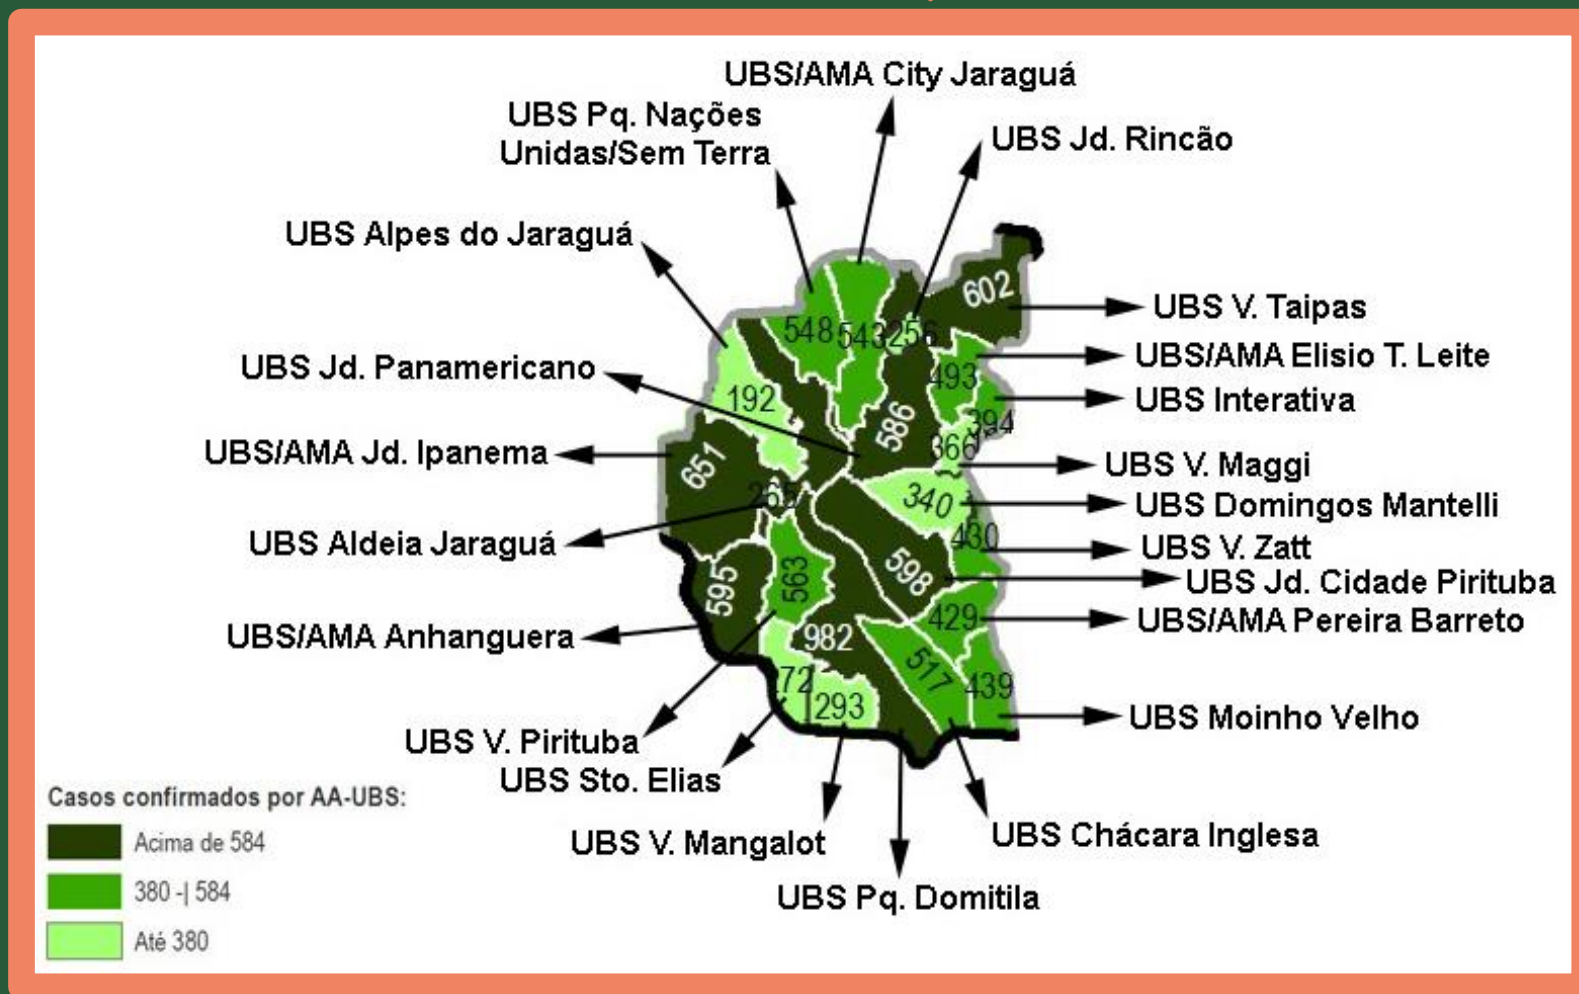 UBS/AMA City Jaraguá
UBS Pq. Nações
Unidas/Sem Terra
UBS Jd. Rincão
UBS Alpes do Jaraguá
602
UBS V. Taipas
548
543
256
UBS Jd. Panamericano
UBS/AMA Elisio T. Leite
493
192
UBS Interativa
586
394
366
UBS/AMA Jd. Ipanema
651
UBS V. Maggi
265
340
UBS Domingos Mantelli
UBS Aldeia Jaraguá
430
UBS V. Zatt
595
563
598
UBS Jd. Cidade Pirituba
UBS/AMA Anhanguera
982
429
UBS/AMA Pereira Barreto
517
439
293
UBS Moinho Velho
UBS V. Pirituba
UBS Sto. Elias
UBS V. Mangalot
UBS Chácara Inglesa
UBS Pq. Domitila
Casos confirmados por AA-UBS:
Acima de 584
380 -| 584
Até 380